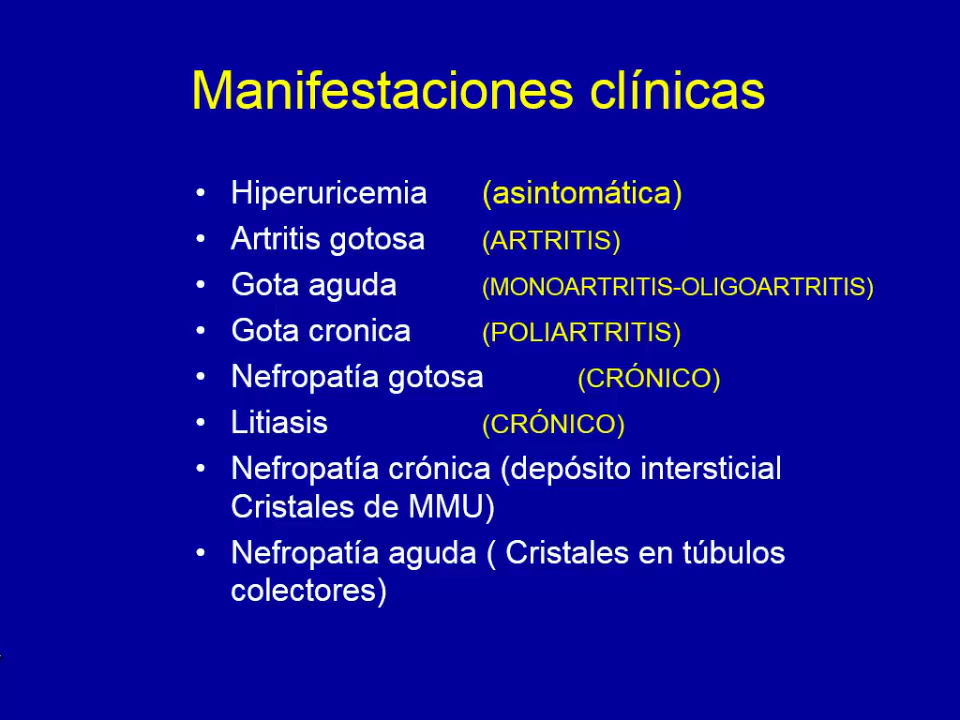 Manifestaciones clínicas
• Hiperuricemia (asintomática)
• Artritis gotosa (ARTRITIS)
• Gota aguda (MONOARTRITIS-OLIGOARTRITIS)
• Gota cronica (POLIARTRITIS)
• Nefropatía gotosa (CRÓNICO)
• Litiasis (CRÓNICO)
• Nefropatía crónica (depósito intersticial
Cristales de MMU)
• Nefropatía aguda ( Cristales en túbulos
colectores)